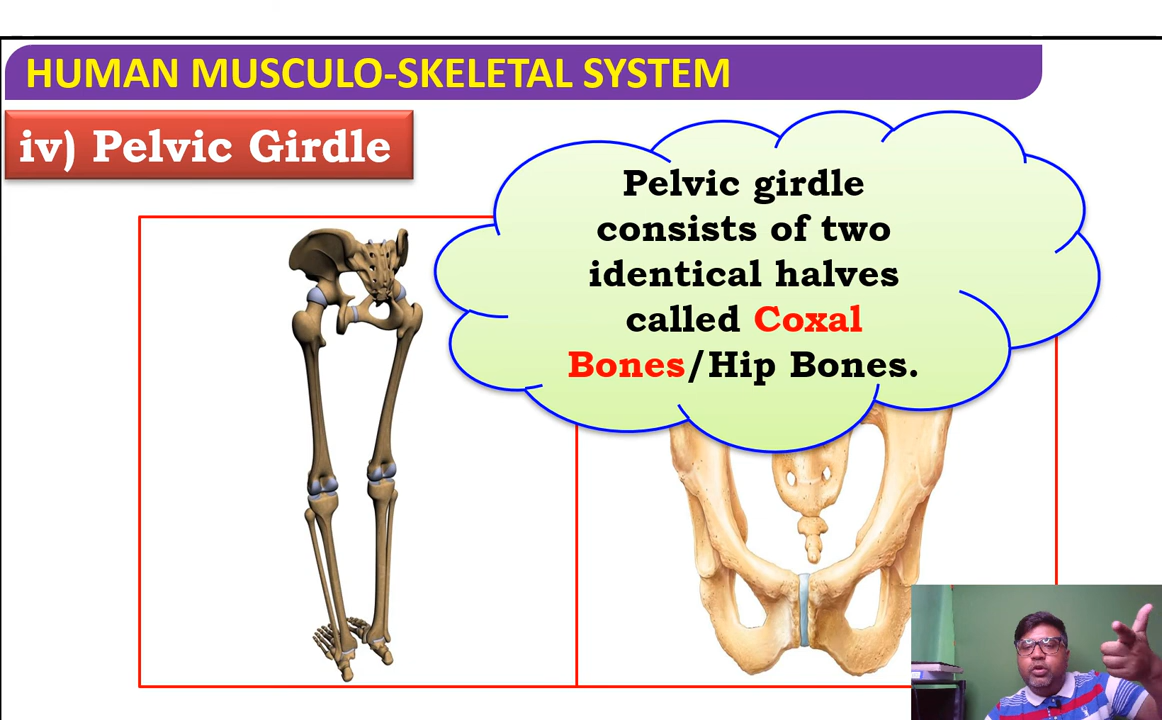 HUMAN MUSCULO-SKELETAL SYSTEM
iv) Pelvic Girdle
Pelvic girdle
consists of two
identical halves
called Coxal
Bones/Hip Bones.